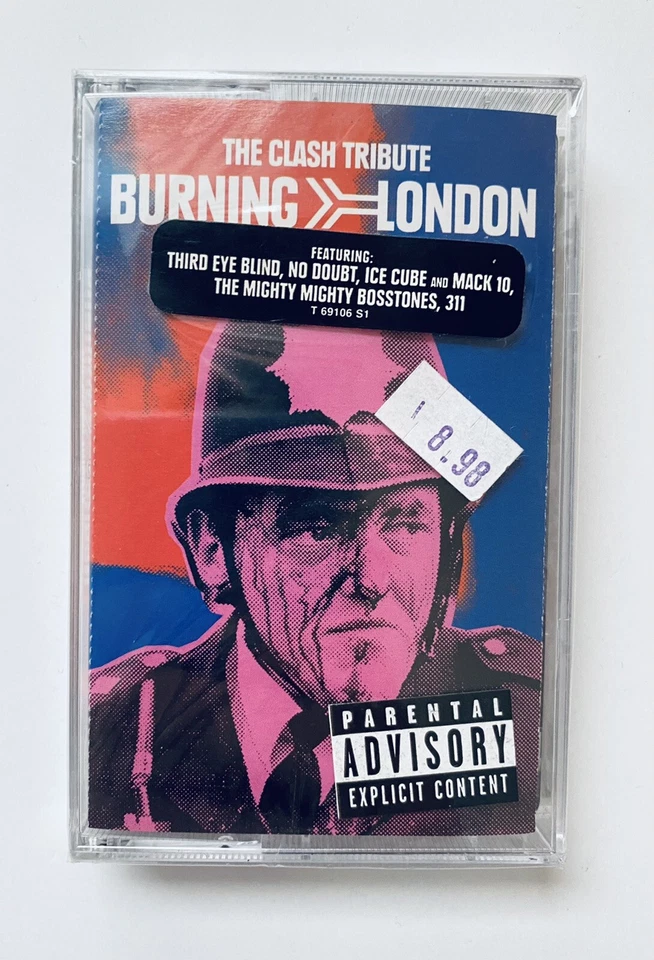 THE CLASH TRIBUTE
BURNING LONDON
FEATURING:
THIRD EYE BLIND, NO DOUBT, ICE CUBE AND MACK 10,
THE MIGHTY MIGHTY BOSSTONES, 311
T 69106 S1
8.98
PARENTAL
ADVISORY
EXPLICIT CONTENT